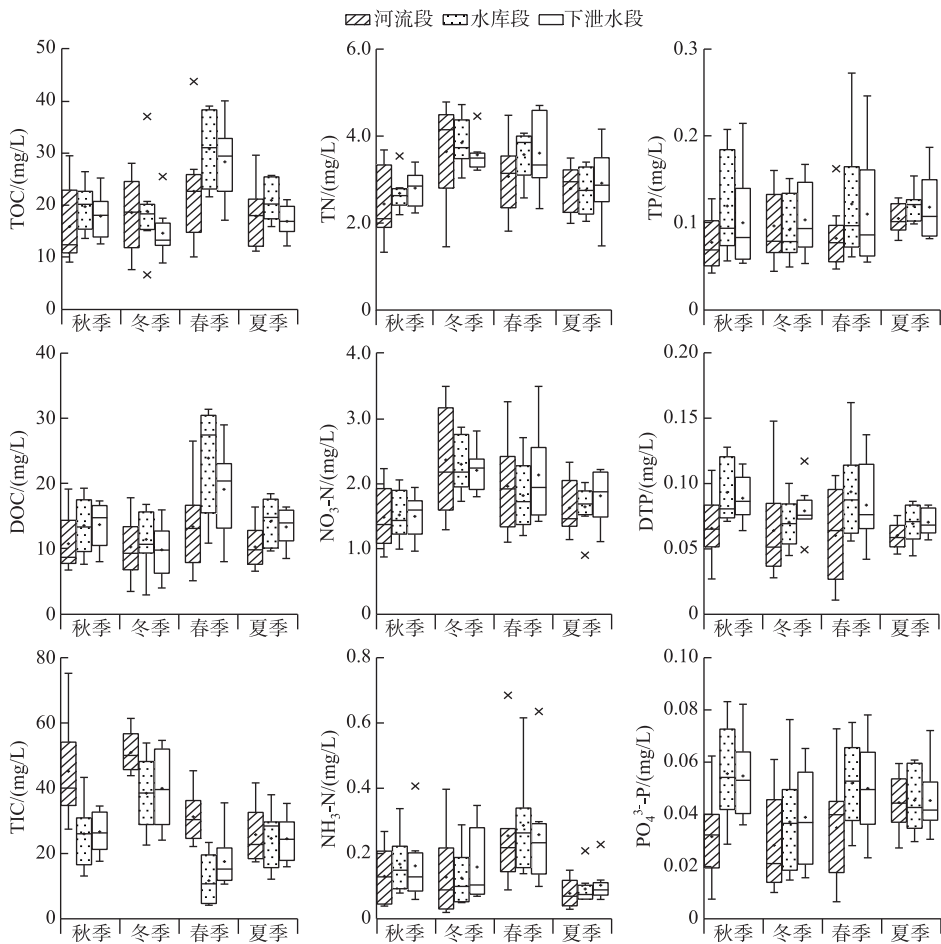 河流段 水库段 下泄水段
TOC/(mg/L)
50
40
30
20
10
0
秋季 冬季 春季 夏季
TN/(mg/L)
6.0
4.0
2.0
0
秋季 冬季 春季 夏季
TP/(mg/L)
0.3
0.2
0.1
0
秋季 冬季 春季 夏季
DOC/(mg/L)
40
30
20
10
0
秋季 冬季 春季 夏季
NO₃-N/(mg/L)
4.0
3.0
2.0
1.0
0
秋季 冬季 春季 夏季
DTP/(mg/L)
0.20
0.15
0.10
0.05
0
秋季 冬季 春季 夏季
TIC/(mg/L)
80
60
40
20
0
秋季 冬季 春季 夏季
NH₃-N/(mg/L)
0.8
0.6
0.4
0.2
0
秋季 冬季 春季 夏季
PO₄³⁻-P/(mg/L)
0.10
0.08
0.06
0.04
0.02
0
秋季 冬季 春季 夏季